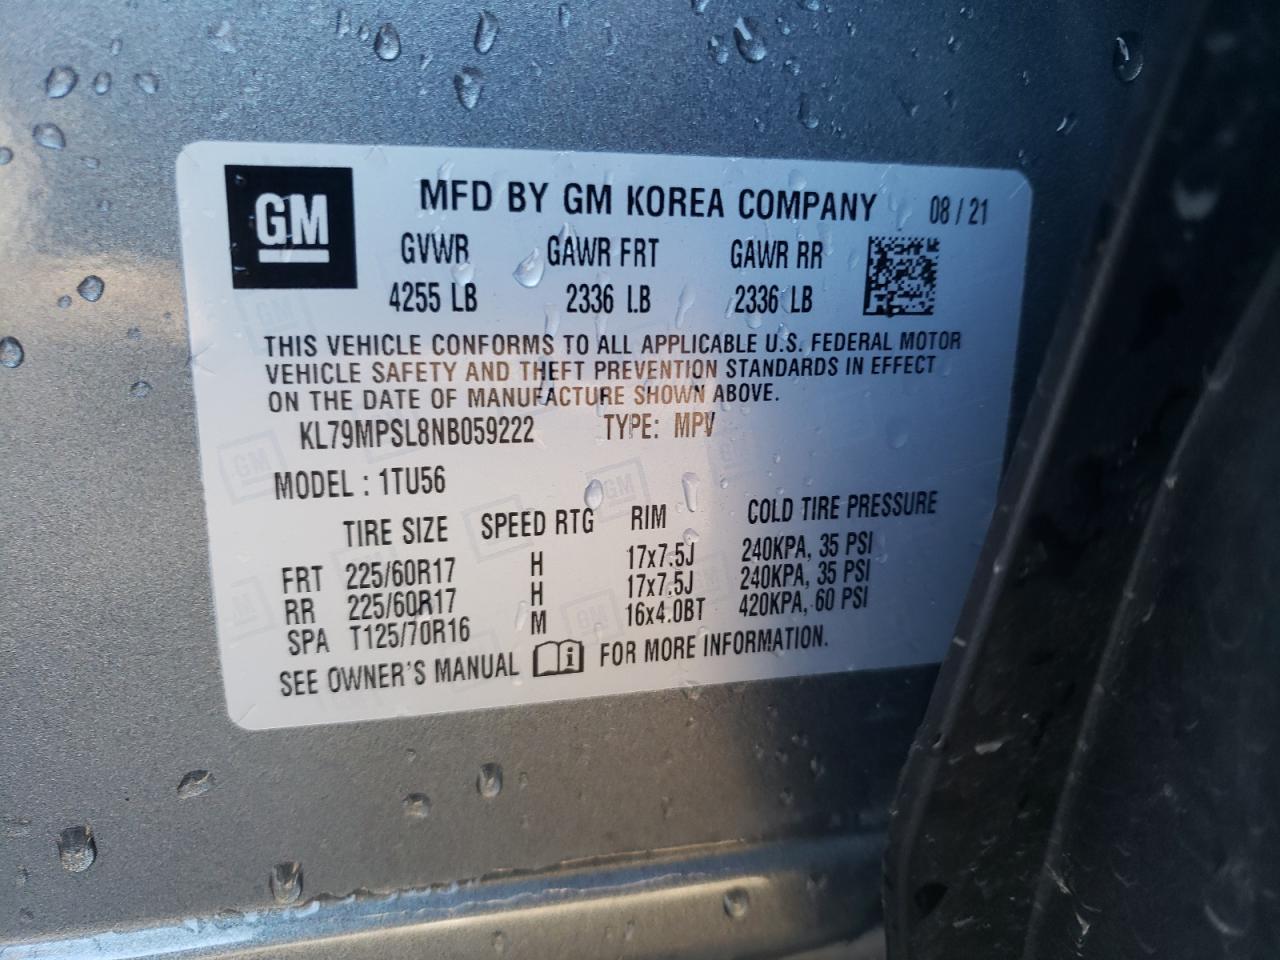 GM
MFD BY GM KOREA COMPANY 08 / 21
GVWR GAWR FRT GAWR RR
4255 LB 2336 LB 2336 LB
THIS VEHICLE CONFORMS TO ALL APPLICABLE U.S. FEDERAL MOTOR
VEHICLE SAFETY AND THEFT PREVENTION STANDARDS IN EFFECT
ON THE DATE OF MANUFACTURE SHOWN ABOVE.
KL79MPSL8NB059222 TYPE: MPV
MODEL : 1TU56
TIRE SIZE SPEED RTG RIM COLD TIRE PRESSURE
FRT 225/60R17 H 17x7.5J 240KPA, 35 PSI
RR 225/60R17 H 17x7.5J 240KPA, 35 PSI
SPA T125/70R16 M 16x4.0BT 420KPA, 60 PSI
SEE OWNER'S MANUAL i FOR MORE INFORMATION.